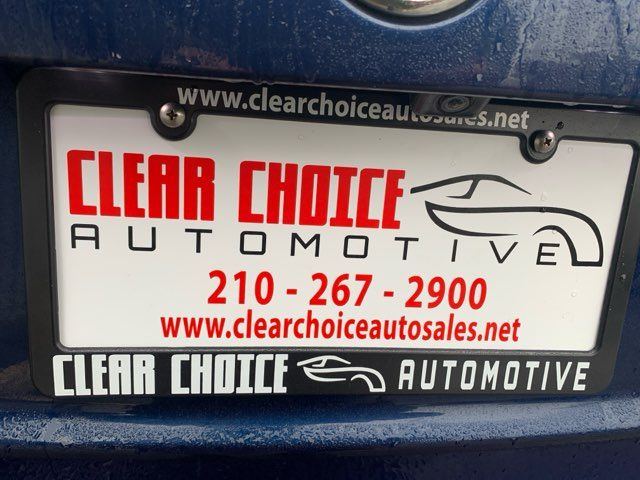 www.clearchoiceautosales.net
CLEAR CHOICE
AUTOMOTIVE
210 - 267 - 2900
www.clearchoiceautosales.net
CLEAR CHOICE AUTOMOTIVE